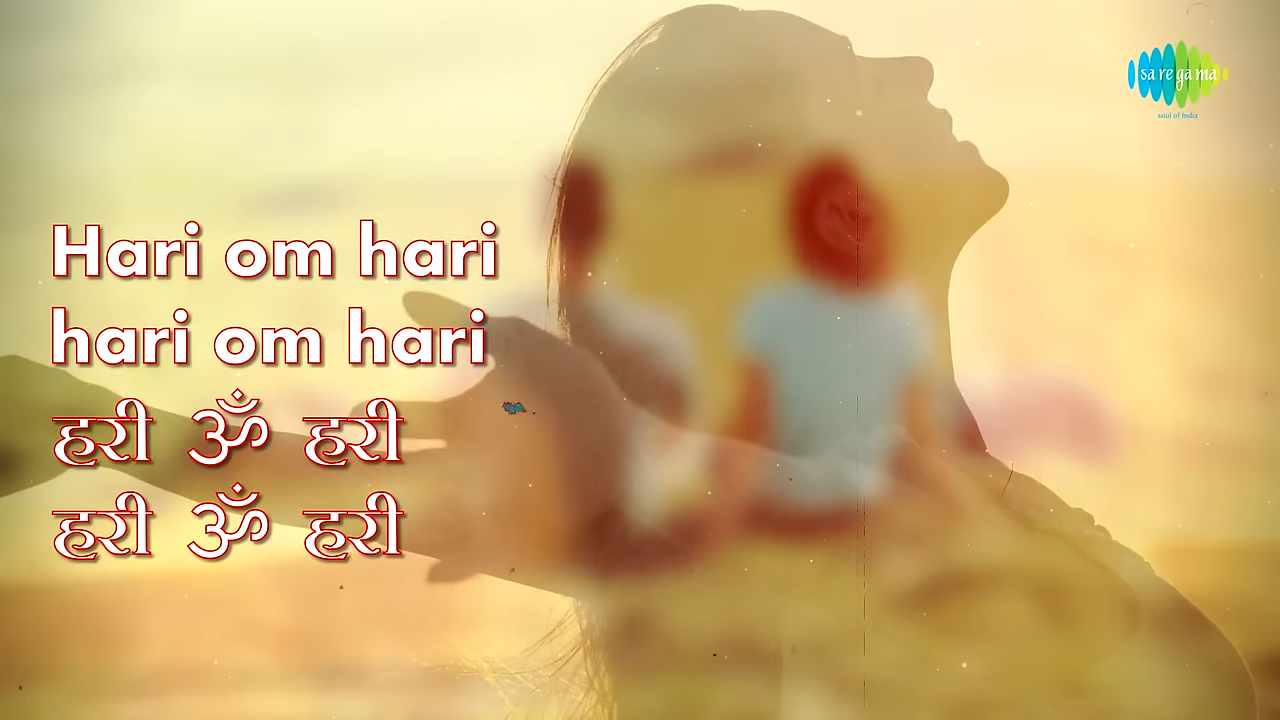 sa re ga ma
soul of India
Hari om hari
hari om hari
हरी ॐ हरी
हरी ॐ हरी